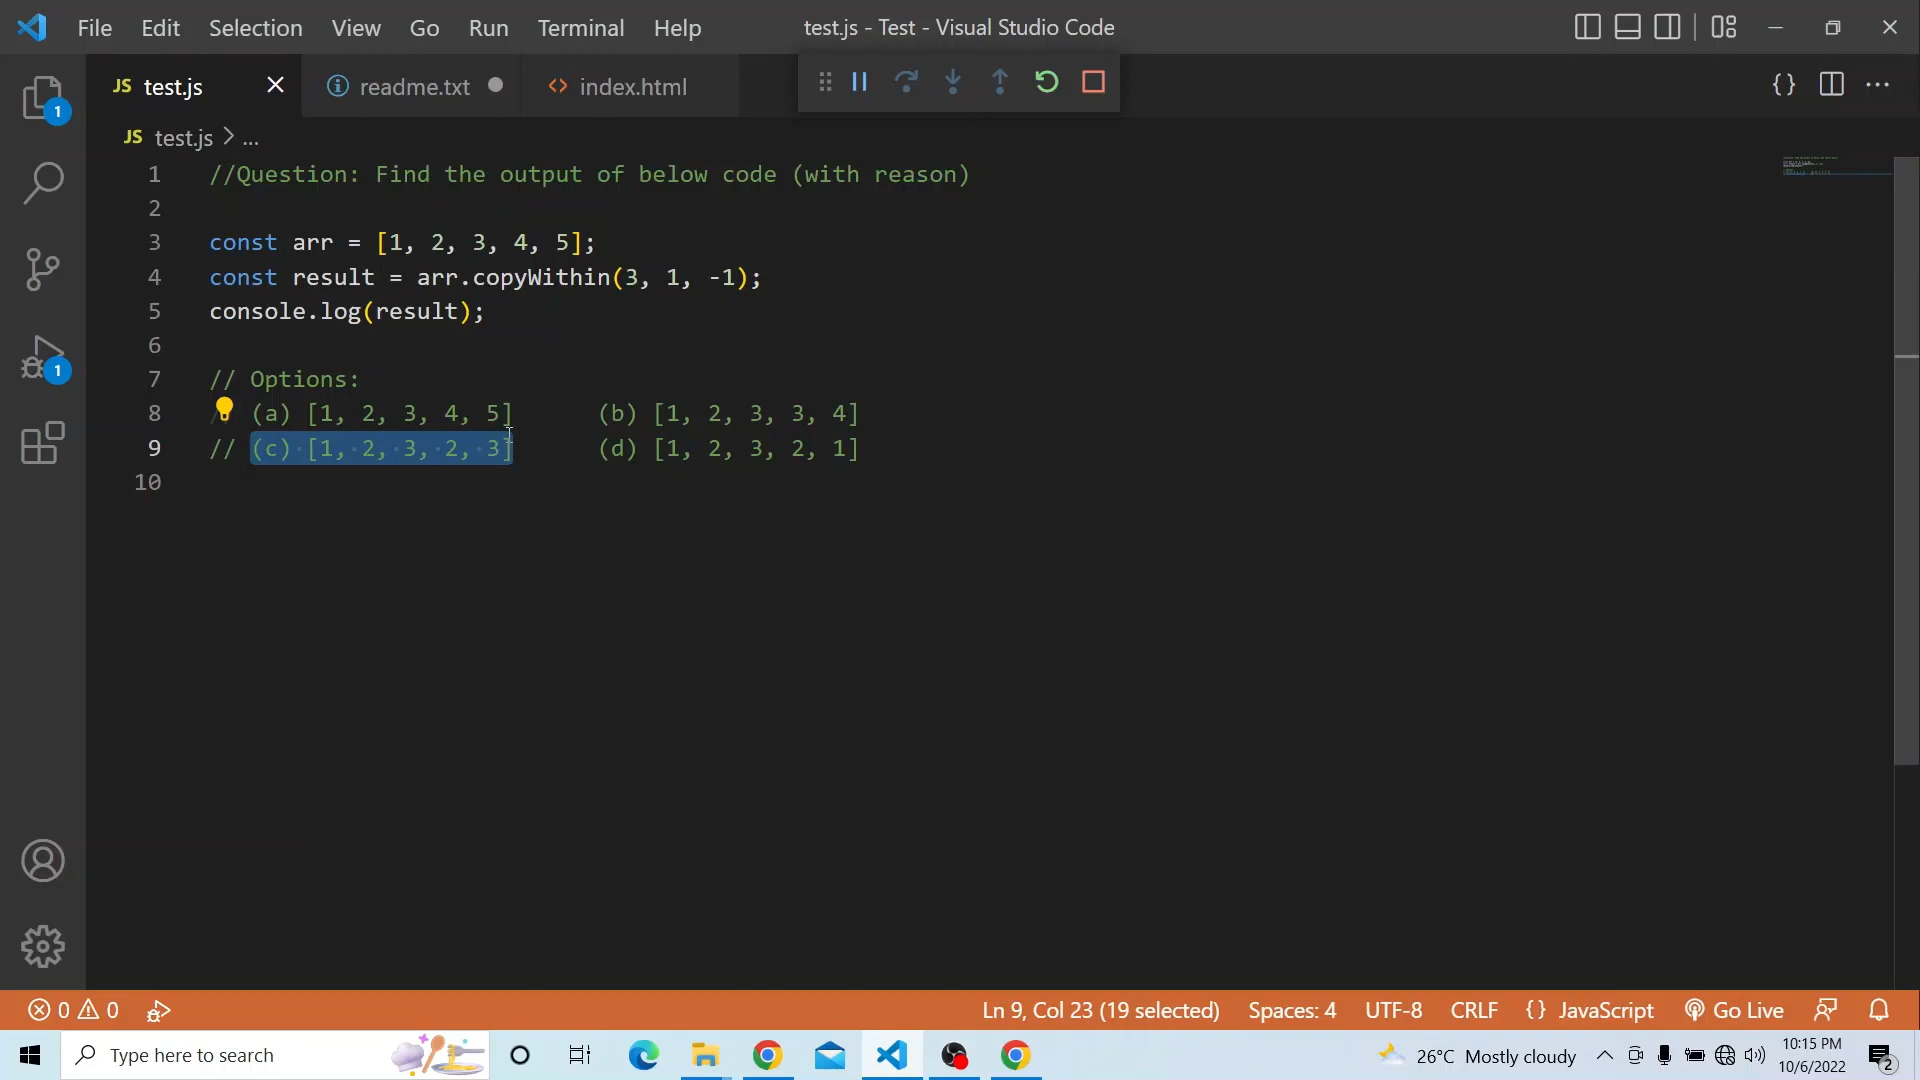 File Edit Selection View Go Run Terminal Help
test.js - Test - Visual Studio Code
JS test.js
readme.txt
<> index.html
JS test.js > ...
1 //Question: Find the output of below code (with reason)
2
3 const arr = [1, 2, 3, 4, 5];
4 const result = arr.copyWithin(3, 1, -1);
5 console.log(result);
6
7 // Options:
8 (a) [1, 2, 3, 4, 5] (b) [1, 2, 3, 3, 4]
9 // (c) [1, 2, 3, 2, 3] (d) [1, 2, 3, 2, 1]
10
1
1
0 0
Ln 9, Col 23 (19 selected) Spaces: 4 UTF-8 CRLF {} JavaScript Go Live
Type here to search
26°C Mostly cloudy
10:15 PM
10/6/2022
2